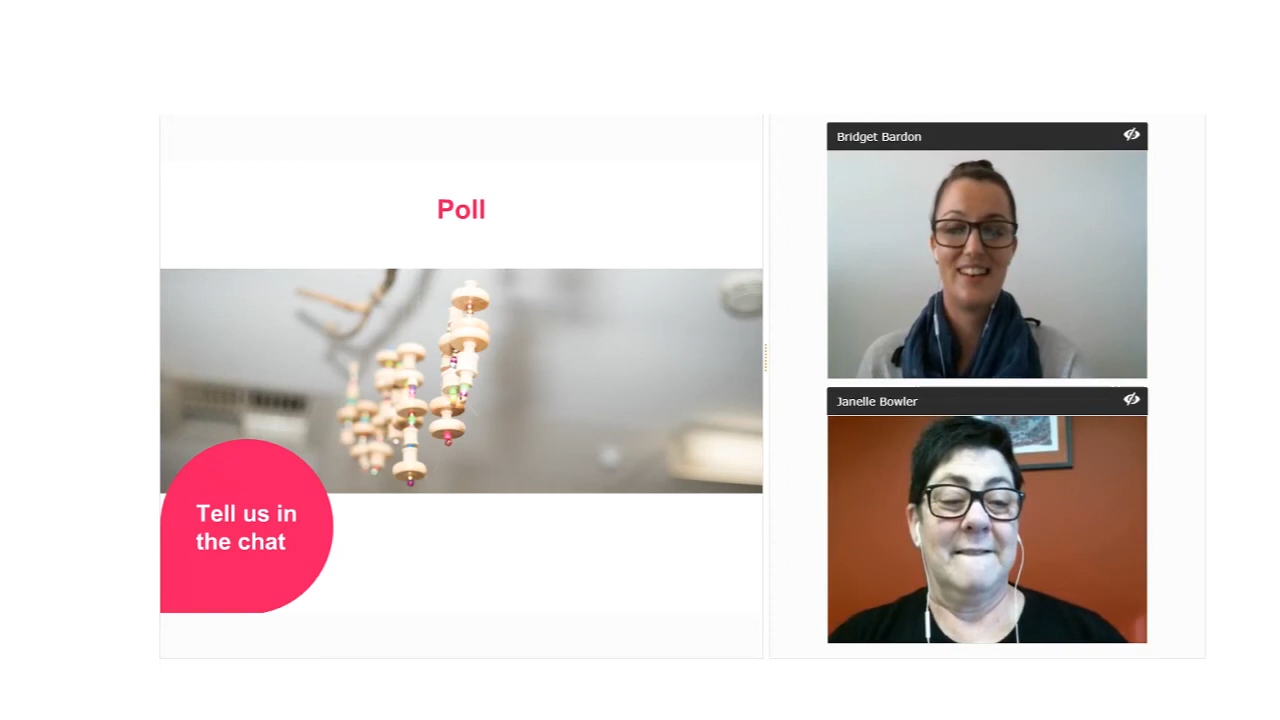 Poll
Tell us in
the chat
Bridget Bardon
Janelle Bowler